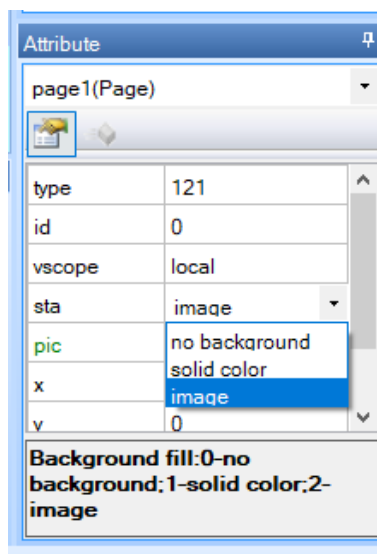 Attribute
page1(Page)
type 121
id 0
vscope local
sta image
pic no background
solid color
x image
y 0
Background fill:0-no
background;1-solid color;2-
image